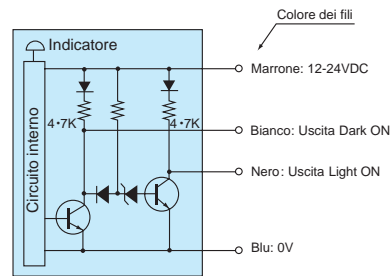 Colore dei fili
Indicatore
Marrone: 12-24VDC
4·7K
4·7K
Bianco: Uscita Dark ON
Circuito interno
Nero: Uscita Light ON
Blu: 0V